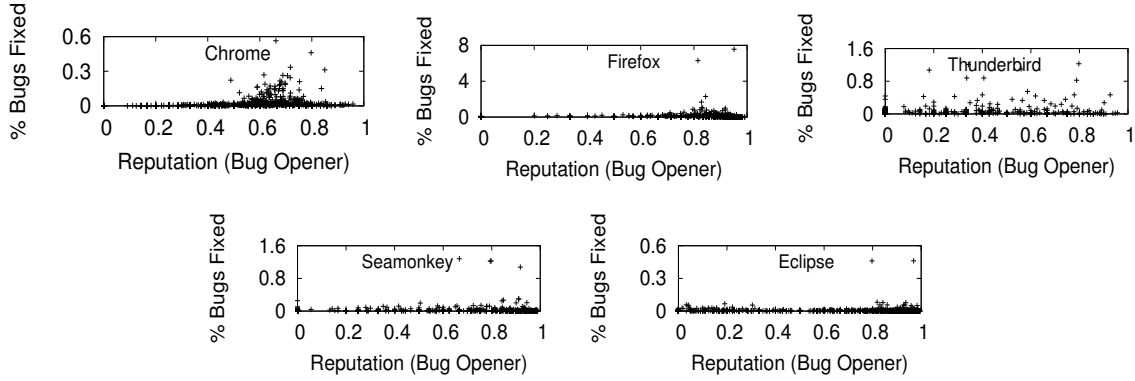 % Bugs Fixed
0.6
0.3
0
Chrome
0 0.2 0.4 0.6 0.8 1
Reputation (Bug Opener)
% Bugs Fixed
8
4
0
Firefox
0 0.2 0.4 0.6 0.8 1
Reputation (Bug Opener)
% Bugs Fixed
1.6
0.8
0
Thunderbird
0 0.2 0.4 0.6 0.8 1
Reputation (Bug Opener)
% Bugs Fixed
1.6
0.8
0
Seamonkey
0 0.2 0.4 0.6 0.8 1
Reputation (Bug Opener)
% Bugs Fixed
0.6
0.3
0
Eclipse
0 0.2 0.4 0.6 0.8 1
Reputation (Bug Opener)